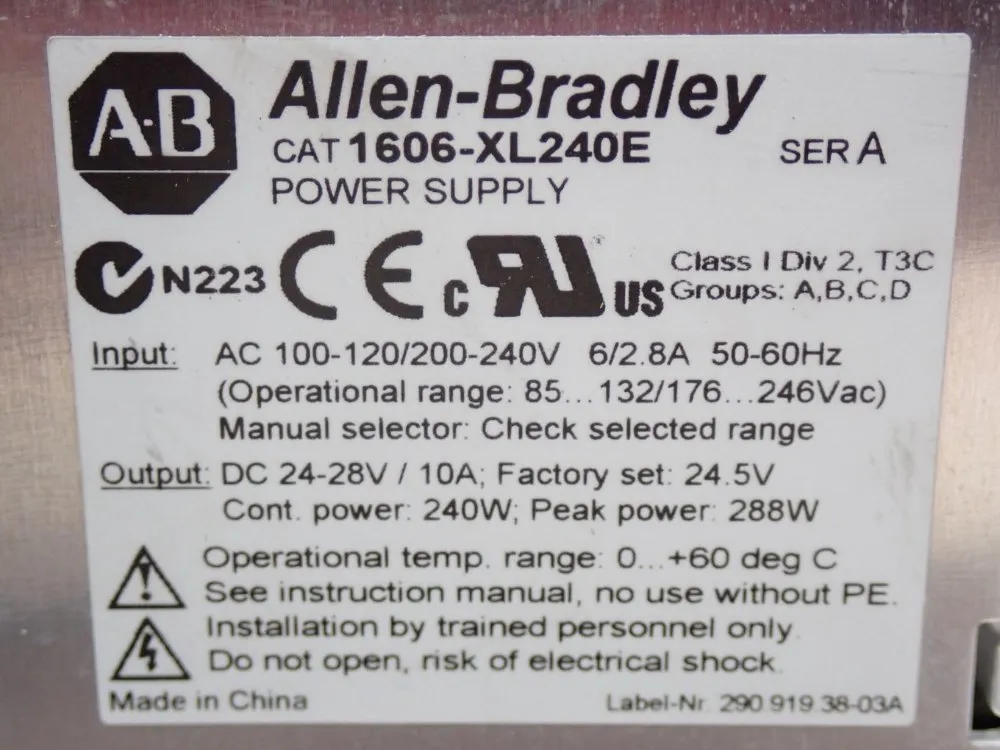 A·B Allen-Bradley
CAT 1606-XL240E SER A
POWER SUPPLY
N223 CE c RU US Class I Div 2, T3C
Groups: A,B,C,D
Input: AC 100-120/200-240V 6/2.8A 50-60Hz
(Operational range: 85...132/176...246Vac)
Manual selector: Check selected range
Output: DC 24-28V / 10A; Factory set: 24.5V
Cont. power: 240W; Peak power: 288W
Operational temp. range: 0...+60 deg C
See instruction manual, no use without PE.
Installation by trained personnel only.
Do not open, risk of electrical shock.
Made in China Label-Nr. 290 919 38-03A